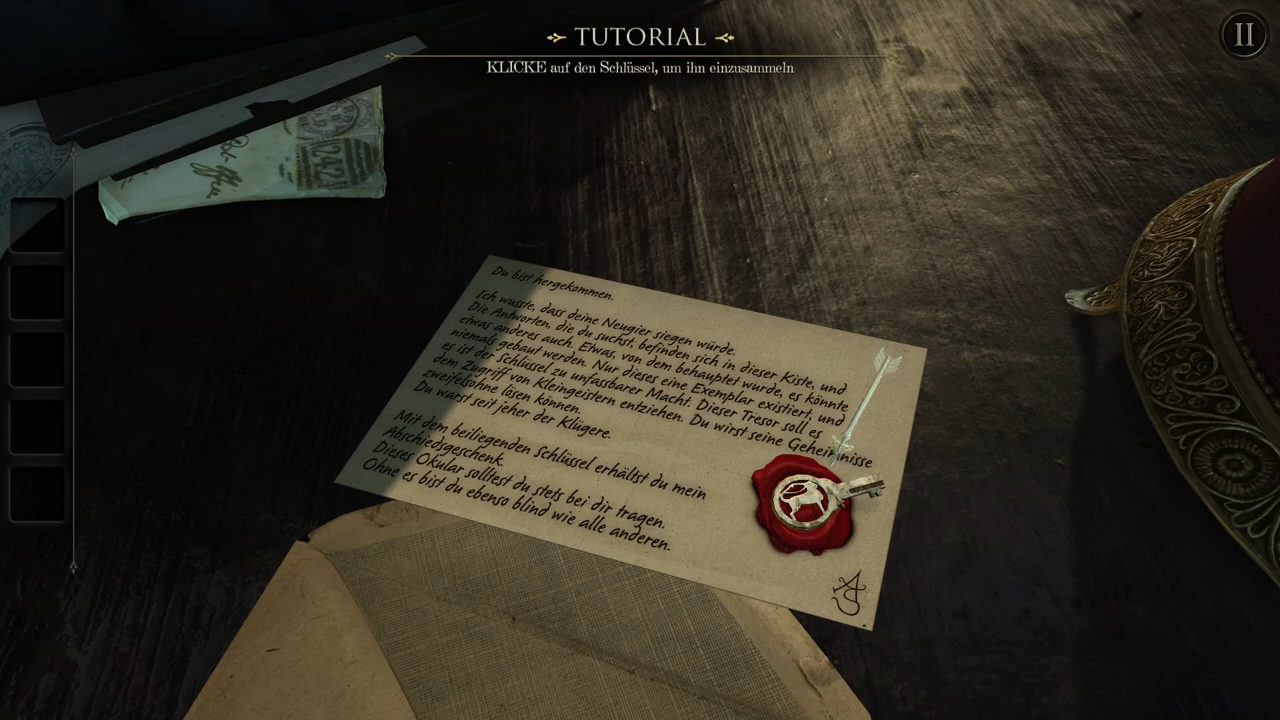 TUTORIAL
KLICKE auf den Schlüssel, um ihn einzusammeln
Du bist hergekommen.
Ich wusste, dass deine Neugier siegen würde.
Die Antworten, die du suchst, befinden sich in dieser Kiste, und
etwas anderes auch. Etwas, von dem behauptet wurde, es könnte
niemals gebaut werden. Nur dieses eine Exemplar existiert, und
es ist der Schlüssel zu unfassbarer Macht. Dieser Tresor soll es
dem Zugriff von Kleingeistern entziehen. Du wirst seine Geheimnisse
zweifelsohne lösen können.
Du warst seit jeher der Klügere.
Mit dem beiliegenden Schlüssel erhältst du mein
Abschiedsgeschenk.
Dieses Okular solltest du stets bei dir tragen.
Ohne es bist du ebenso blind wie alle anderen.
242